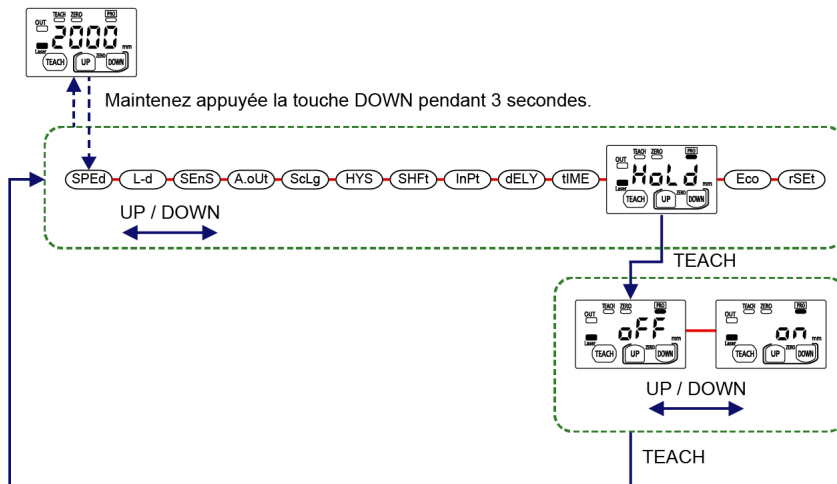 TEACH ZERO PRO
OUT
2000 mm
Laser
TEACH UP ZERO DOWN
Maintenez appuyée la touche DOWN pendant 3 secondes.
SPEd L-d SEnS A.oUt ScLg HYS SHFt InPt dELY tIME Eco rSEt
TEACH ZERO PRO
OUT
HoLd mm
Laser
TEACH UP ZERO DOWN
UP / DOWN
TEACH
TEACH ZERO PRO
OUT
oFF mm
Laser
TEACH UP ZERO DOWN
TEACH ZERO PRO
OUT
on mm
Laser
TEACH UP ZERO DOWN
UP / DOWN
TEACH